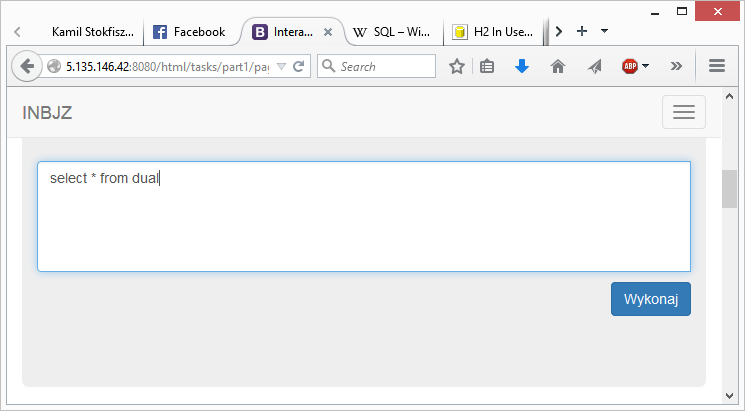 Kamil Stokfisz... Facebook Intera... SQL – Wi... H2 In Use...
5.135.146.42:8080/html/tasks/part1/pag Search ABP
INBJZ
select * from dual
Wykonaj